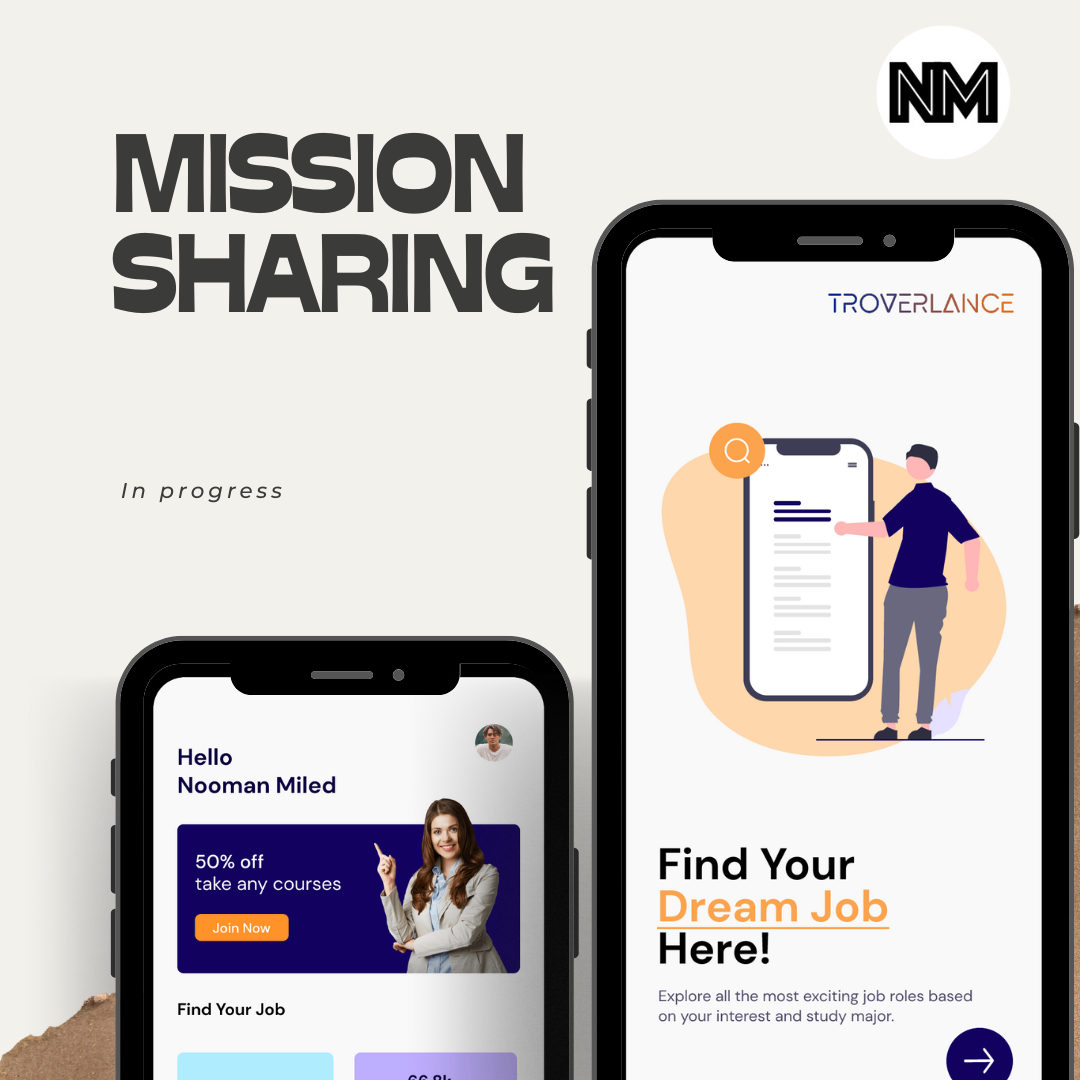 NM
MISSION
SHARING
In progress
TROVERLANCE
Find Your
Dream Job
Here!
Explore all the most exciting job roles based
on your interest and study major.
Hello
Nooman Miled
50% off
take any courses
Join Now
Find Your Job